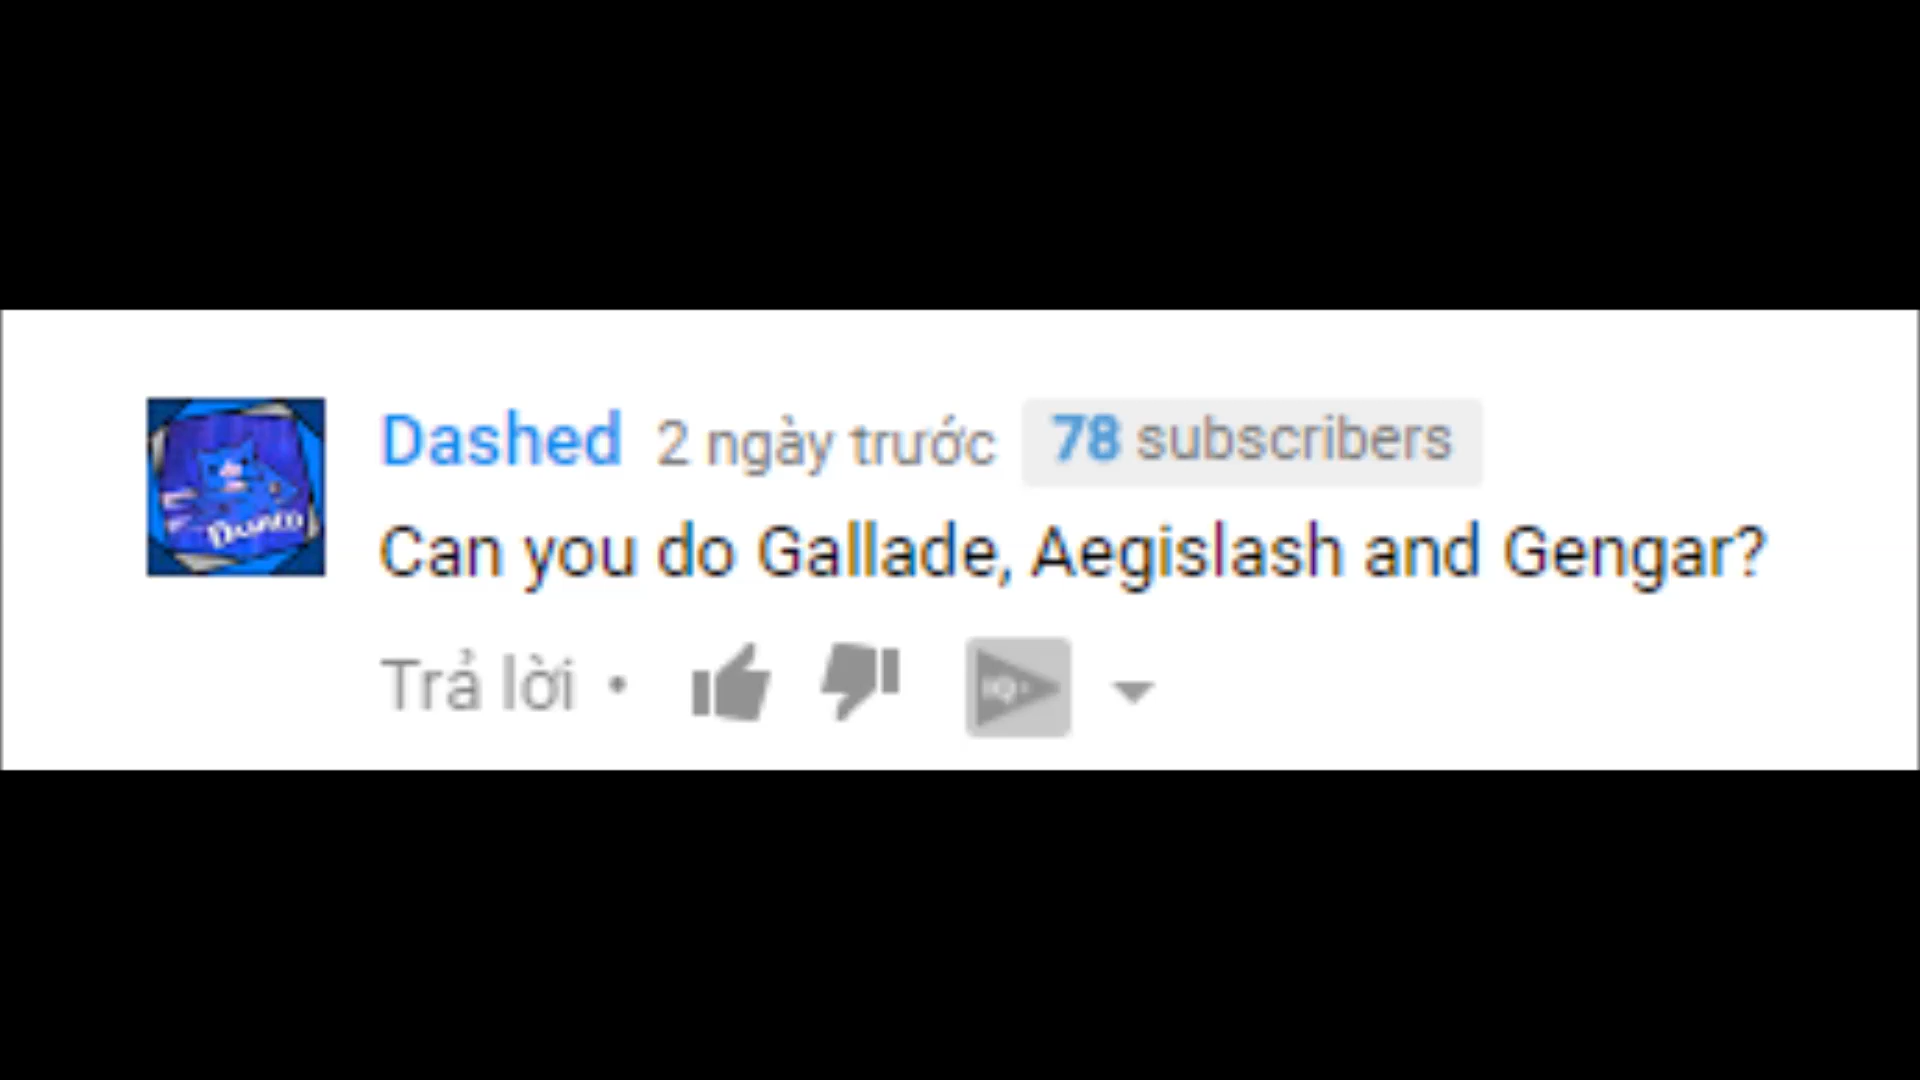 Dashed 2 ngày trước 78 subscribers
Can you do Gallade, Aegislash and Gengar?
Trả lời •